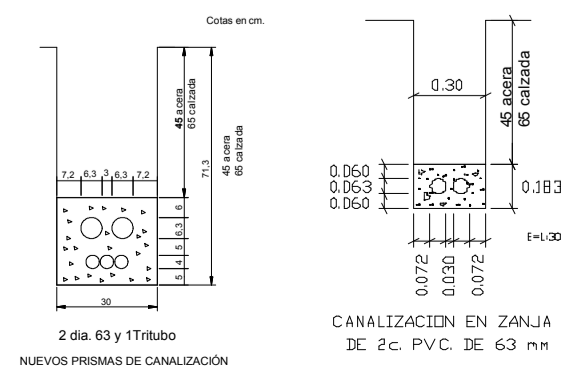 Cotas en cm.
45 acera
65 calzada
71,3
45 acera
65 calzada
7,2 6,3 3 6,3 7,2
6
6,3
5
4
5
30
2 dia. 63 y 1Tritubo
NUEVOS PRISMAS DE CANALIZACIÓN
0.30
45 acera
65 calzada
0.060
0.063
0.060
0.183
0.072
0.030
0.072
CANALIZACION EN ZANJA
DE 2c. PVC. DE 63 mm